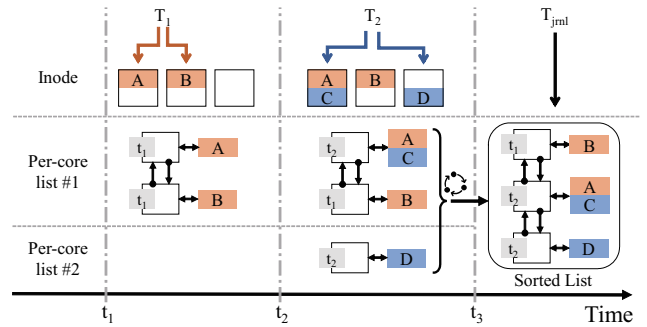 T1 T2 Tjrnl
Inode A B A B
C D
Per-core
list #1
t1 A t2 A t1 B
C
t1 B t1 B t2 A
C
Per-core
list #2
t2 D t2 D
Sorted List
t1 t2 t3 Time